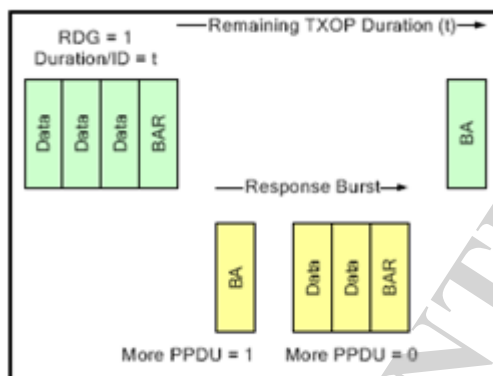 RDG = 1
Duration/ID = t
Remaining TXOP Duration (t)
Data
Data
Data
BAR
BA
Response Burst
BA
Data
Data
BAR
More PPDU = 1
More PPDU = 0